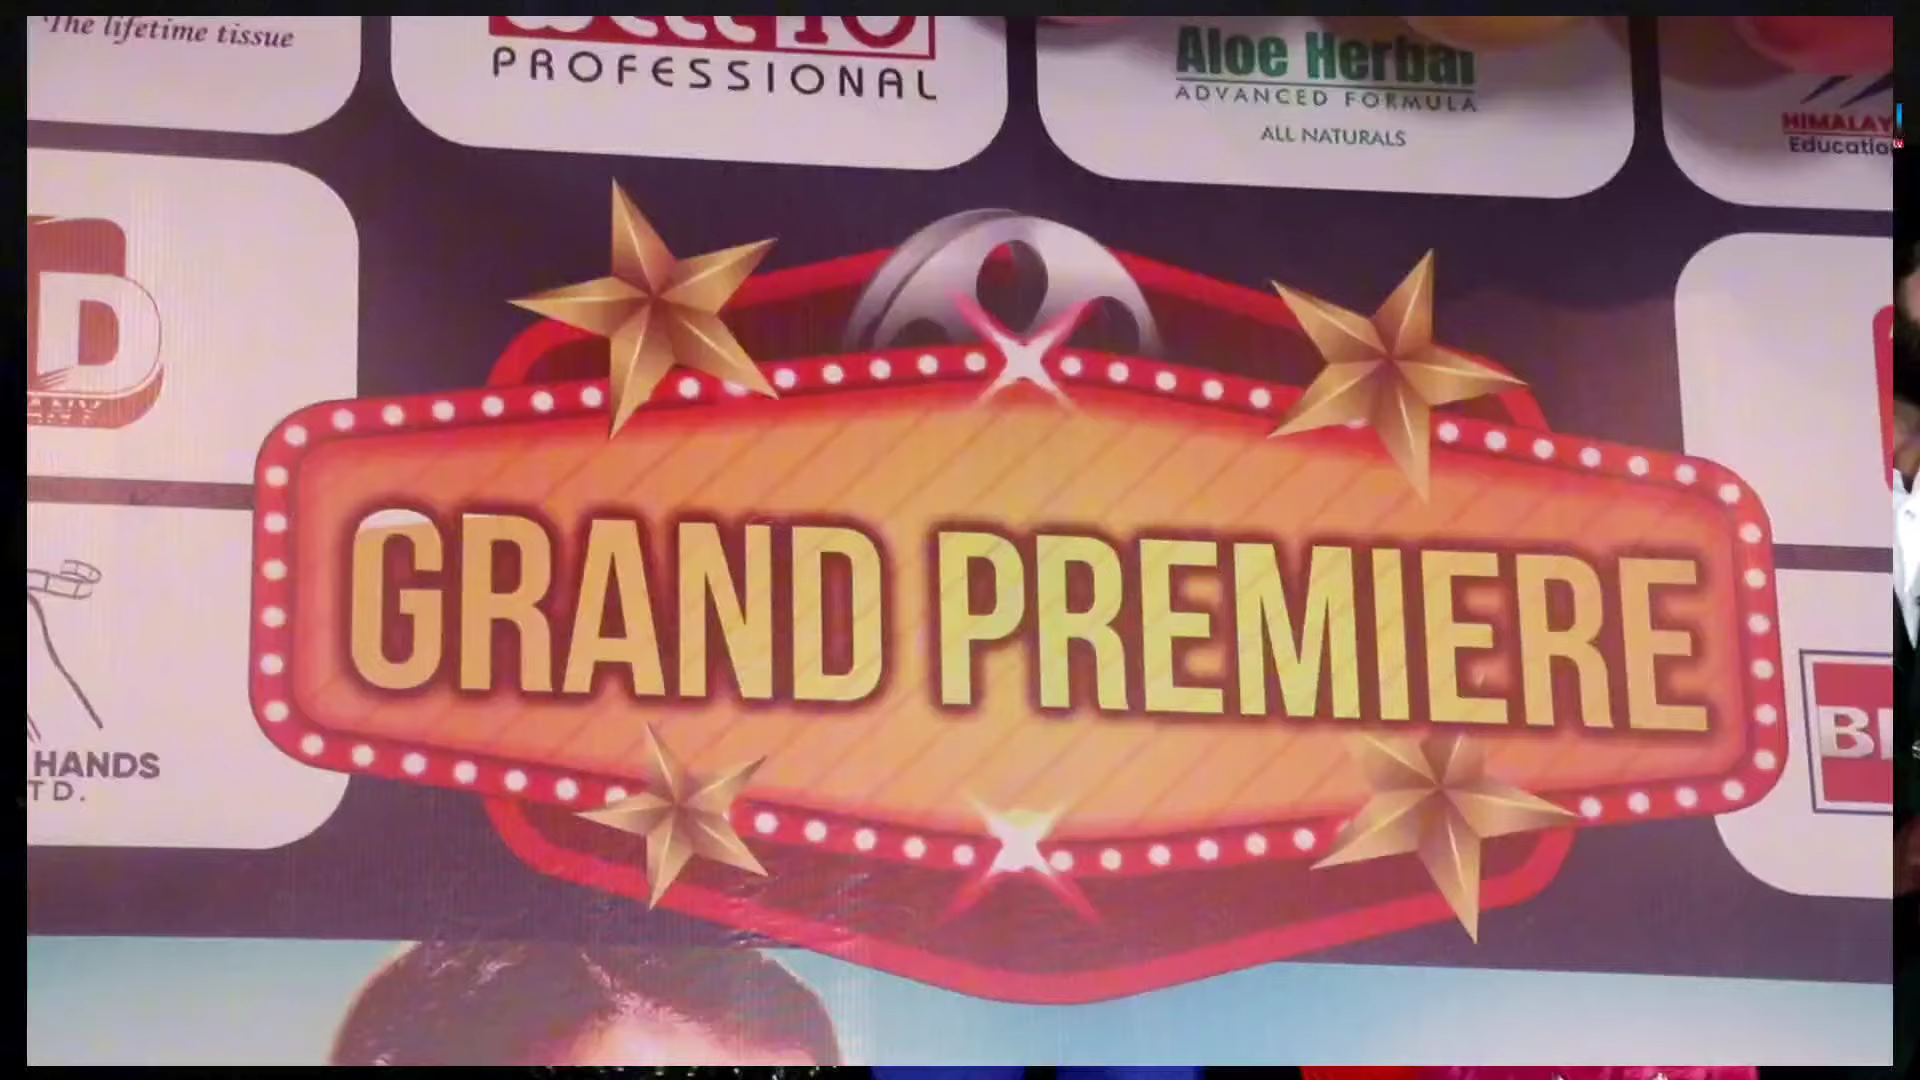 The lifetime tissue
PROFESSIONAL
Aloe Herbal
ADVANCED FORMULA
ALL NATURALS
HIMALAY
Educatio
D
GRAND PREMIERE
HANDS
TD.